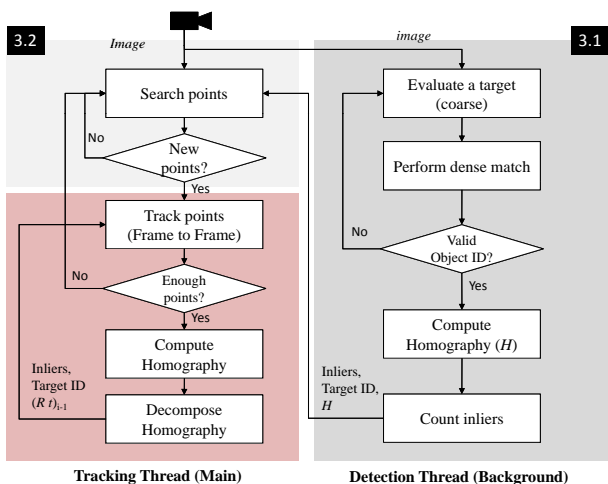 3.2
Image
image
3.1
Search points
No
New
points?
Yes
Track points
(Frame to Frame)
No
Enough
points?
Yes
Compute
Homography
Inliers,
Target ID
(R t)i-1
Decompose
Homography
Tracking Thread (Main)
Evaluate a target
(coarse)
Perform dense match
No
Valid
Object ID?
Yes
Compute
Homography (H)
Inliers,
Target ID,
H
Count inliers
Detection Thread (Background)